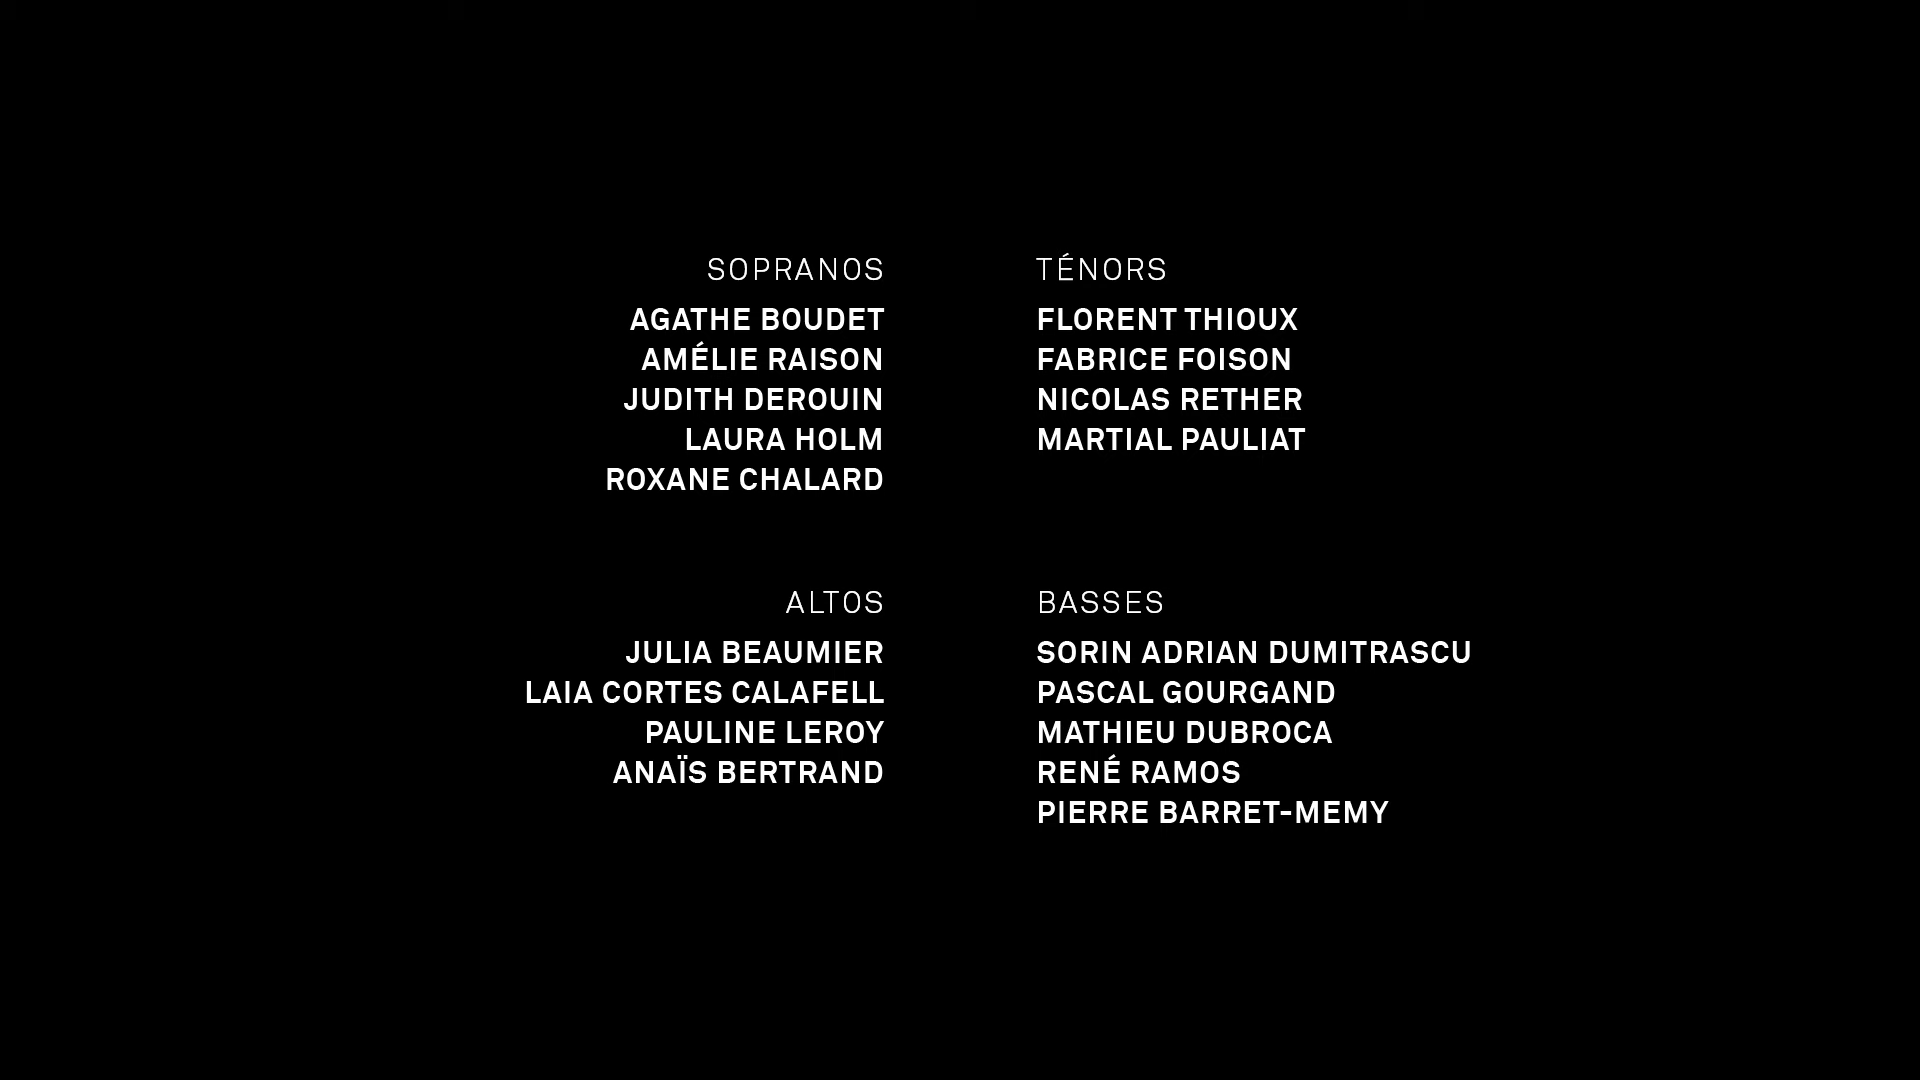 SOPRANOS
AGATHE BOUDET
AMÉLIE RAISON
JUDITH DEROUIN
LAURA HOLM
ROXANE CHALARD
TÉNORS
FLORENT THIOUX
FABRICE FOISON
NICOLAS RETHER
MARTIAL PAULIAT
ALTOS
JULIA BEAUMIER
LAIA CORTES CALAFELL
PAULINE LEROY
ANAÏS BERTRAND
BASSES
SORIN ADRIAN DUMITRASCU
PASCAL GOURGAND
MATHIEU DUBROCA
RENÉ RAMOS
PIERRE BARRET-MEMY